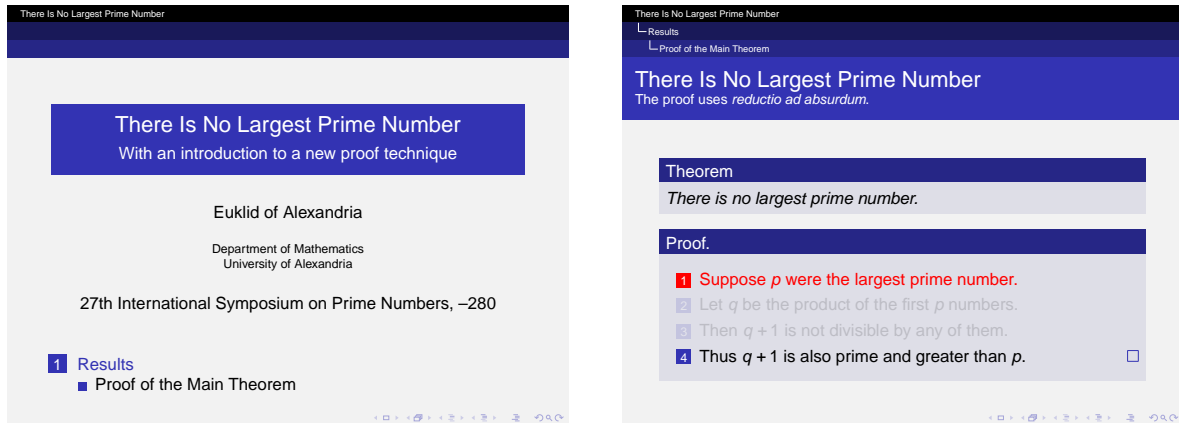 There Is No Largest Prime Number
There Is No Largest Prime Number
With an introduction to a new proof technique
Euklid of Alexandria
Department of Mathematics
University of Alexandria
27th International Symposium on Prime Numbers, –280
1 Results
Proof of the Main Theorem
There Is No Largest Prime Number
Results
Proof of the Main Theorem
There Is No Largest Prime Number
The proof uses reductio ad absurdum.
Theorem
There is no largest prime number.
Proof.
1 Suppose p were the largest prime number.
2 Let q be the product of the first p numbers.
3 Then q + 1 is not divisible by any of them.
4 Thus q + 1 is also prime and greater than p.